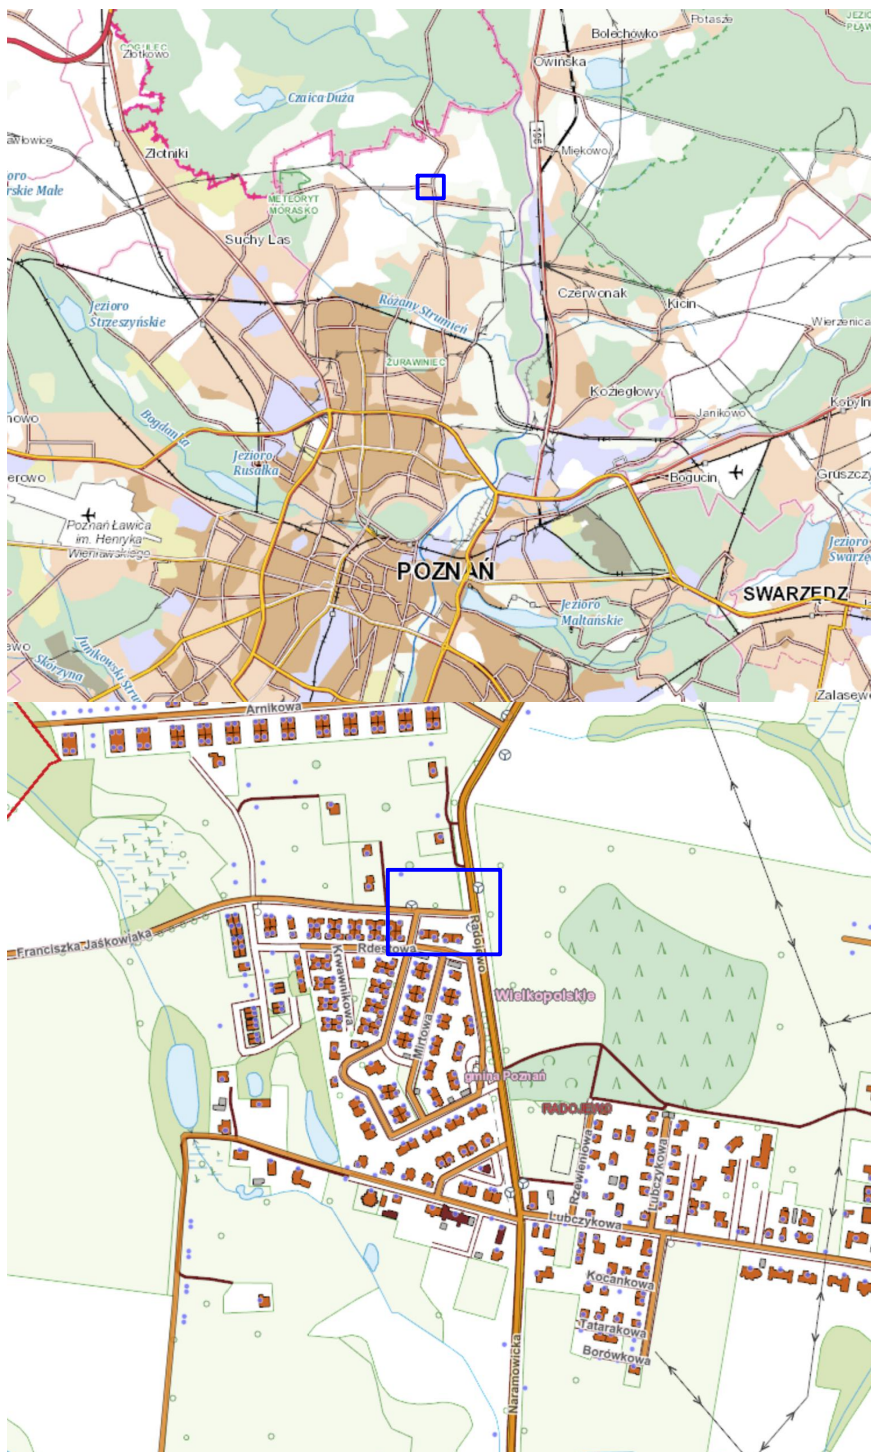 Potasze
Bolechówko
Złotkowo
Owińska
Czaica Duża
196
Miękowo
Złotniki
METEORYT
MORASKO
Suchy Las
Czerwonak
Kicin
Jezioro
Strzeszyńskie
Różany Strumień
Wierzenica
ŻURAWINIEC
Koziegłowy
Janikowo
Bogdanka
Jezioro
Rusałka
Bogucin
Poznań Ławica
im. Henryka
Wieniawskiego
POZNAŃ
SWARZĘDZ
Jezioro
Maltańskie
Skórzyna
Arnikowa
Franciszka Jaśkowiaka
Rdestowa
Radojewo
Krwawnikowa
Mirtowa
Wielkopolskie
gmina Poznań
RADOJEWO
Rzewieniowa
Lubczykowa
Lubczykowa
Kocankowa
Tatarakowa
Borówkowa
Naramowicka